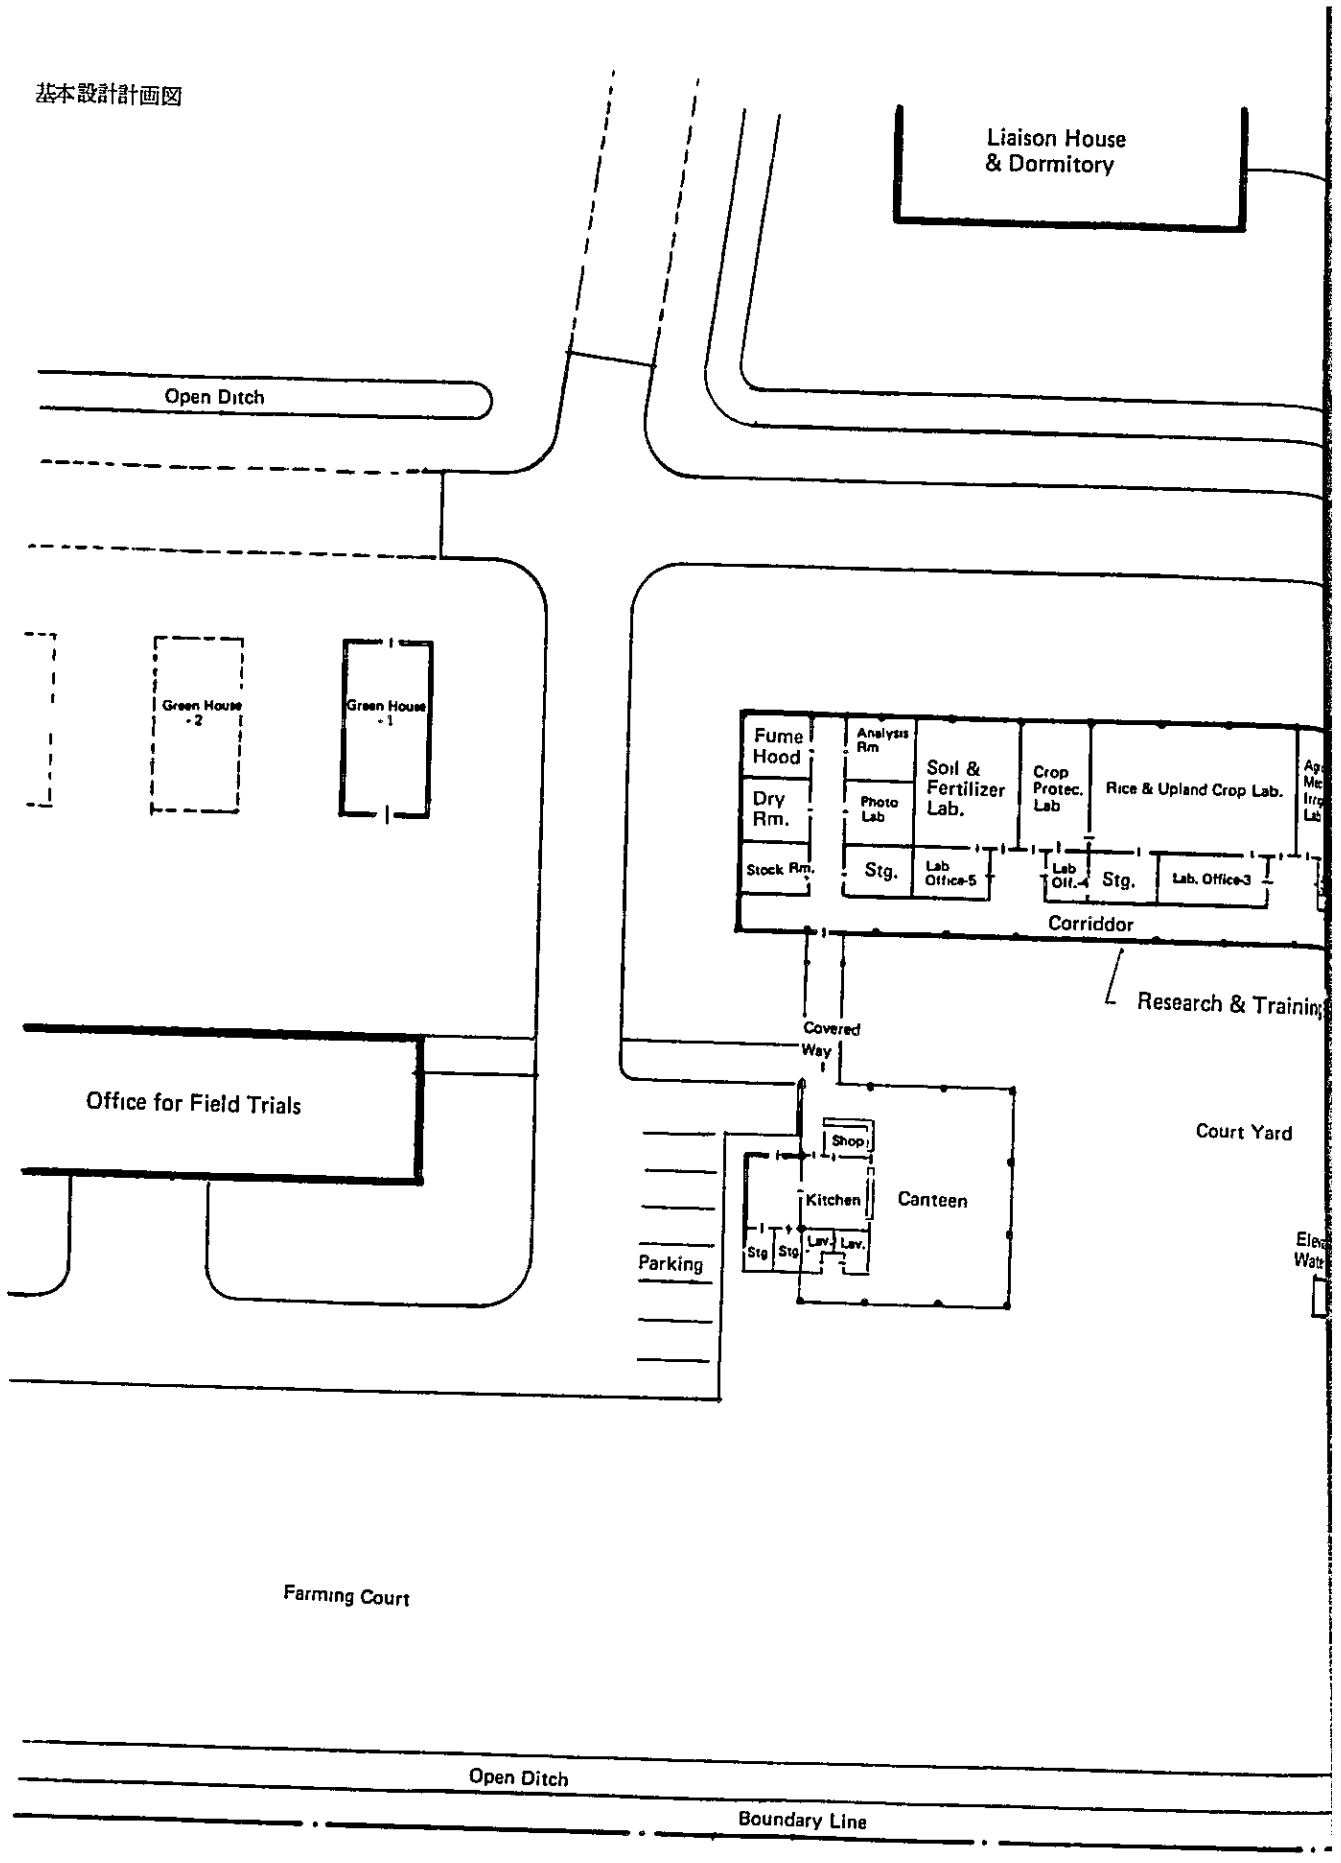 基本設計計画図
Liaison House
& Dormitory
Open Ditch
Green House
- 2
Green House
- 1
Fume
Hood
Analysis
Rm
Soil &
Fertilizer
Lab.
Crop
Protec.
Lab
Rice & Upland Crop Lab.
Dry
Rm.
Photo
Lab
Stock Rm.
Stg.
Lab
Office-5
Lab
Off.-4
Stg.
Lab. Office-3
Corriddor
Research & Training
Covered
Way
Office for Field Trials
Court Yard
Shop
Kitchen
Canteen
Stg
Stg
Lav.
Lav.
Parking
Farming Court
Open Ditch
Boundary Line